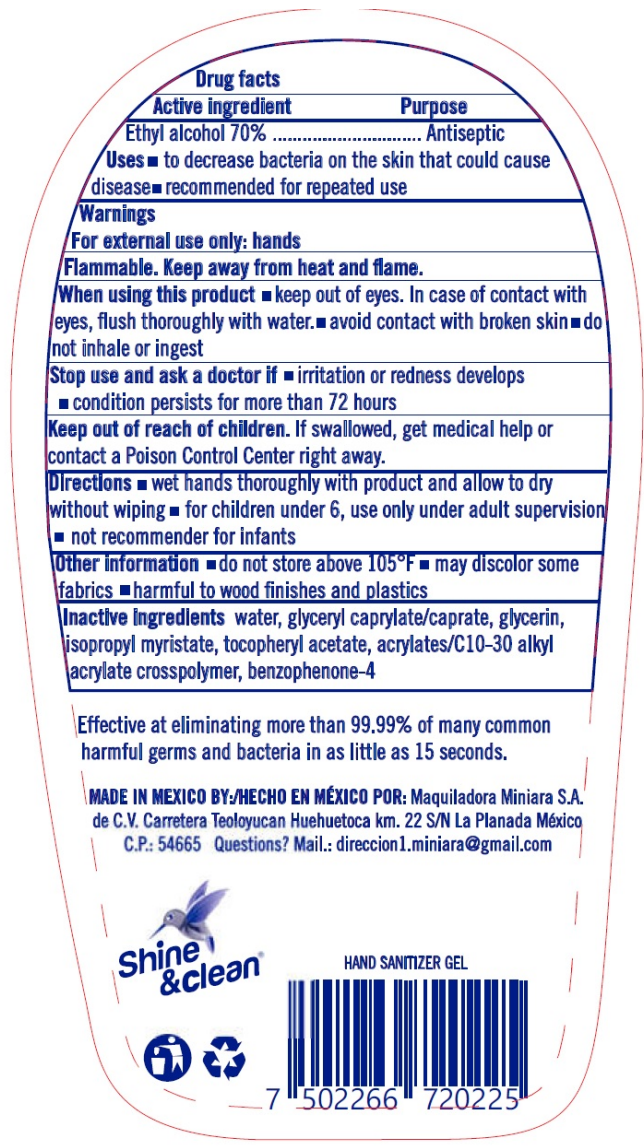 Drug facts
Active ingredient Purpose
Ethyl alcohol 70% .............................. Antiseptic
Uses ■ to decrease bacteria on the skin that could cause
disease■ recommended for repeated use
Warnings
For external use only: hands
Flammable. Keep away from heat and flame.
When using this product ■ keep out of eyes. In case of contact with
eyes, flush thoroughly with water.■ avoid contact with broken skin ■ do
not inhale or ingest
Stop use and ask a doctor if ■ irritation or redness develops
■ condition persists for more than 72 hours
Keep out of reach of children. If swallowed, get medical help or
contact a Poison Control Center right away.
Directions ■ wet hands thoroughly with product and allow to dry
without wiping ■ for children under 6, use only under adult supervision
■ not recommender for infants
Other information ■ do not store above 105°F ■ may discolor some
fabrics ■ harmful to wood finishes and plastics
Inactive ingredients water, glyceryl caprylate/caprate, glycerin,
isopropyl myristate, tocopheryl acetate, acrylates/C10-30 alkyl
acrylate crosspolymer, benzophenone-4
Effective at eliminating more than 99.99% of many common
harmful germs and bacteria in as little as 15 seconds.
MADE IN MEXICO BY:/HECHO EN MÉXICO POR: Maquiladora Miniara S.A.
de C.V. Carretera Teoloyucan Huehuetoca km. 22 S/N La Planada México
C.P.: 54665 Questions? Mail.: direccion1.miniara@gmail.com
Shine
&clean®
HAND SANITIZER GEL
7 502266 720225